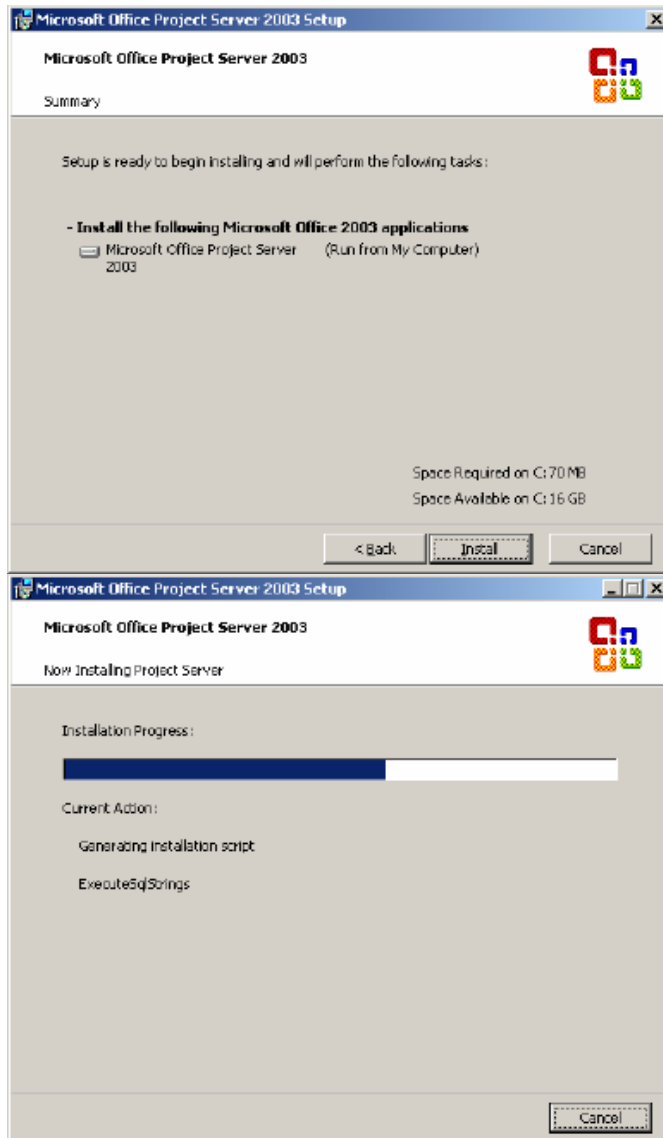 Microsoft Office Project Server 2003 Setup
Microsoft Office Project Server 2003
Summary
Setup is ready to begin installing and will perform the following tasks:
- Install the following Microsoft Office 2003 applications
Microsoft Office Project Server (Run from My Computer)
2003
Space Required on C: 70 MB
Space Available on C: 16 GB
< Back Install Cancel
Microsoft Office Project Server 2003 Setup
Microsoft Office Project Server 2003
Now Installing Project Server
Installation Progress:
Current Action:
Generating installation script
ExecuteSqlStrings
Cancel